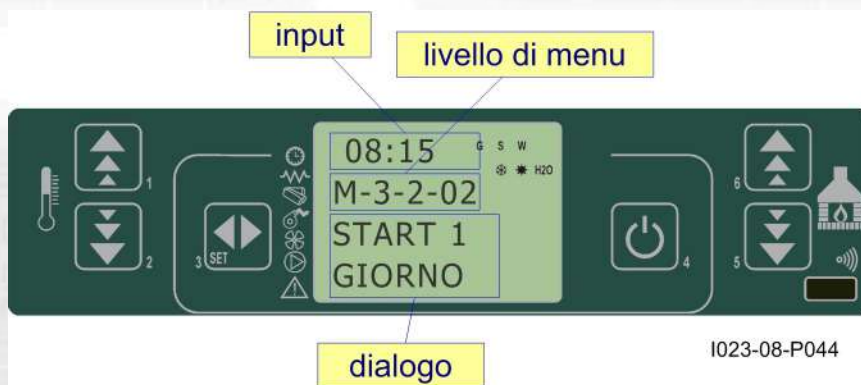 input
livello di menu
08:15
G S W
H2O
M-3-2-02
START 1
GIORNO
1
2
3 SET
4
6
5
dialogo
I023-08-P044